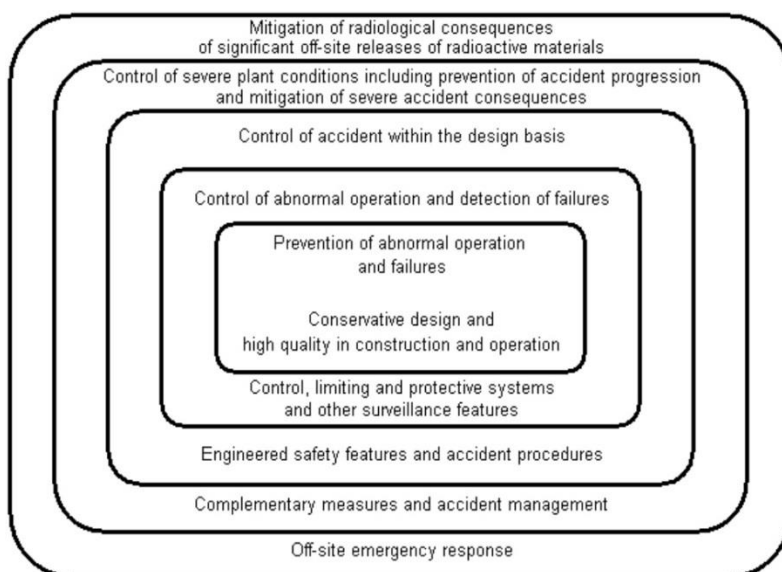 Mitigation of radiological consequences
of significant off-site releases of radioactive materials
Control of severe plant conditions including prevention of accident progression
and mitigation of severe accident consequences
Control of accident within the design basis
Control of abnormal operation and detection of failures
Prevention of abnormal operation
and failures
Conservative design and
high quality in construction and operation
Control, limiting and protective systems
and other surveillance features
Engineered safety features and accident procedures
Complementary measures and accident management
Off-site emergency response